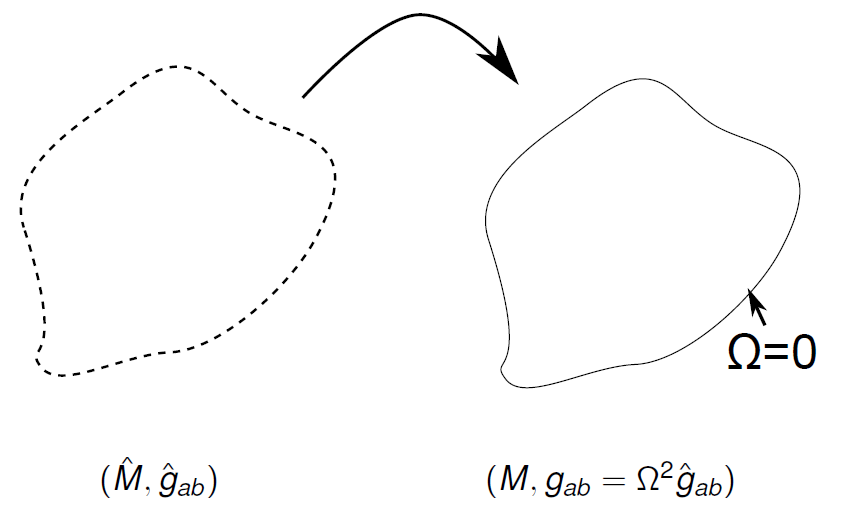 Ω=0
(M̂, ĝ_ab) (M, g_ab = Ω²ĝ_ab)